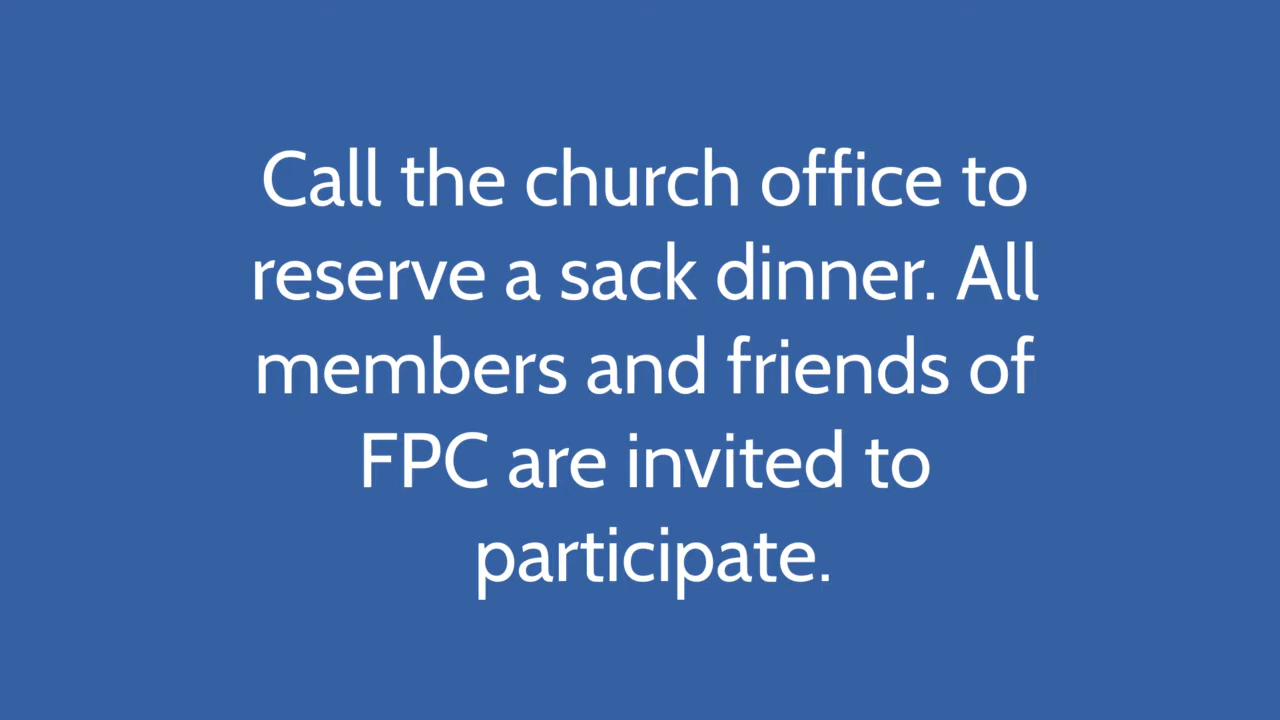 Call the church office to
reserve a sack dinner. All
members and friends of
FPC are invited to
participate.